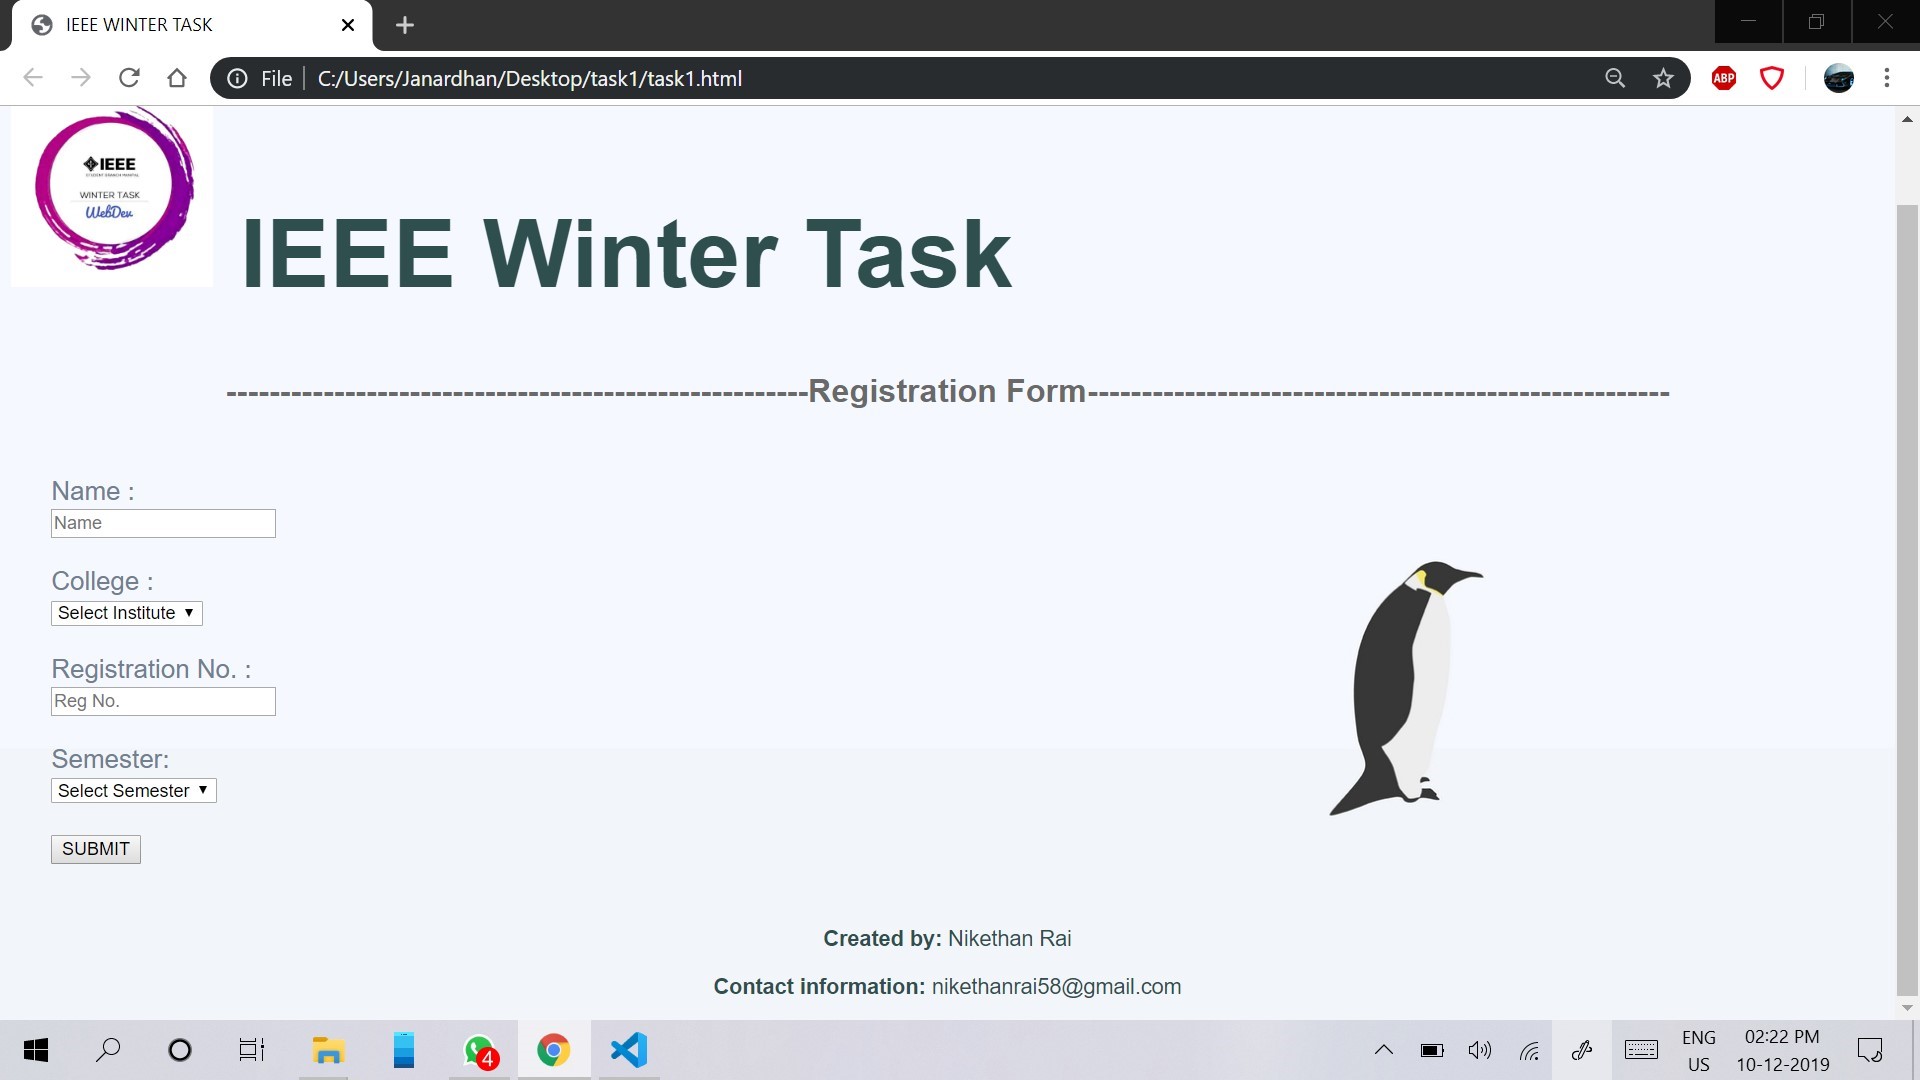 IEEE WINTER TASK
File
C:/Users/Janardhan/Desktop/task1/task1.html
ABP
IEEE
WINTER TASK
WebDev
IEEE Winter Task
------------------------------------------------------Registration Form------------------------------------------------------
Name :
Name
College :
Select Institute
Registration No. :
Reg No.
Semester:
Select Semester
SUBMIT
Created by: Nikethan Rai
Contact information: nikethanrai58@gmail.com
4
ENG
US
02:22 PM
10-12-2019